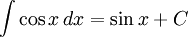 ∫ cos x dx = sin x + C